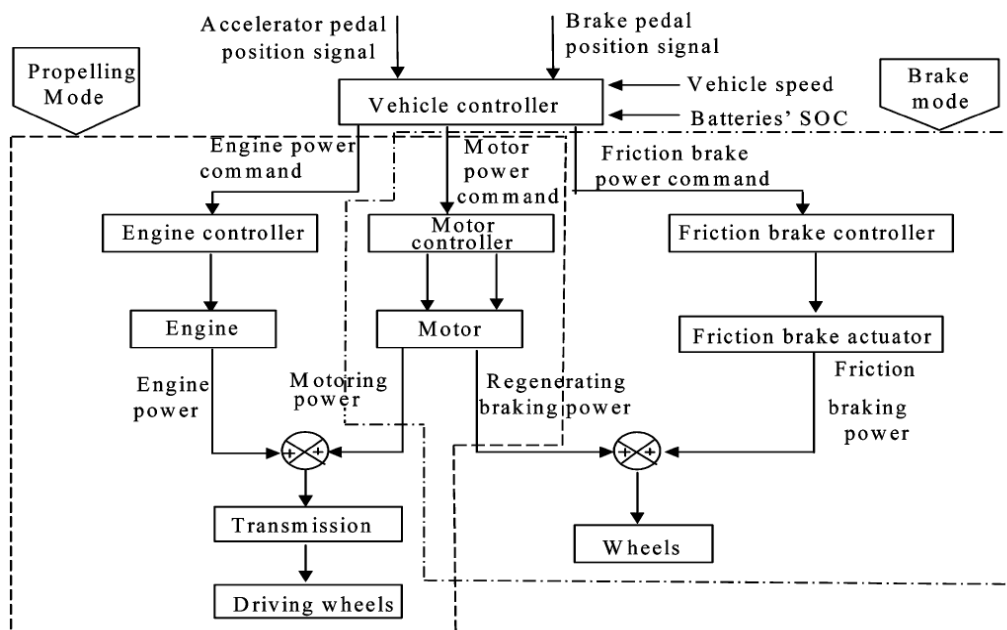 Accelerator pedal
position signal
Brake pedal
position signal
Propelling
Mode
Vehicle controller
Vehicle speed
Batteries’ SOC
Brake
mode
Engine power
command
Motor
power
command
Friction brake
power command
Engine controller
Motor
controller
Friction brake controller
Engine
Motor
Friction brake actuator
Engine
power
Motoring
power
Regenerating
braking power
Friction
braking
power
+ +
+ +
Transmission
Wheels
Driving wheels